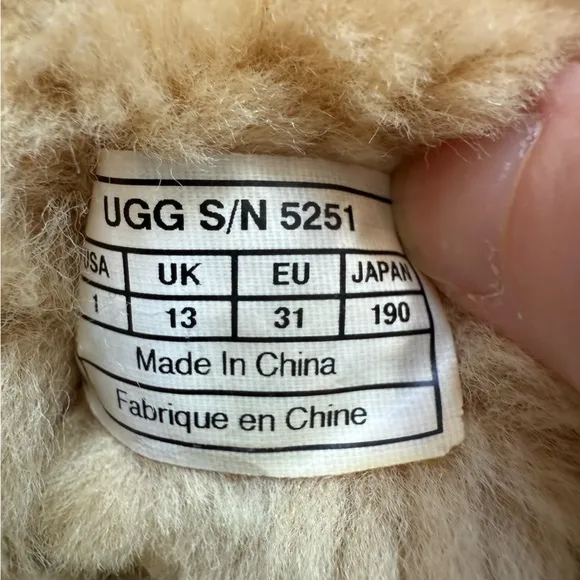 UGG S/N 5251
USA UK EU JAPAN
1 13 31 190
Made In China
Fabrique en Chine